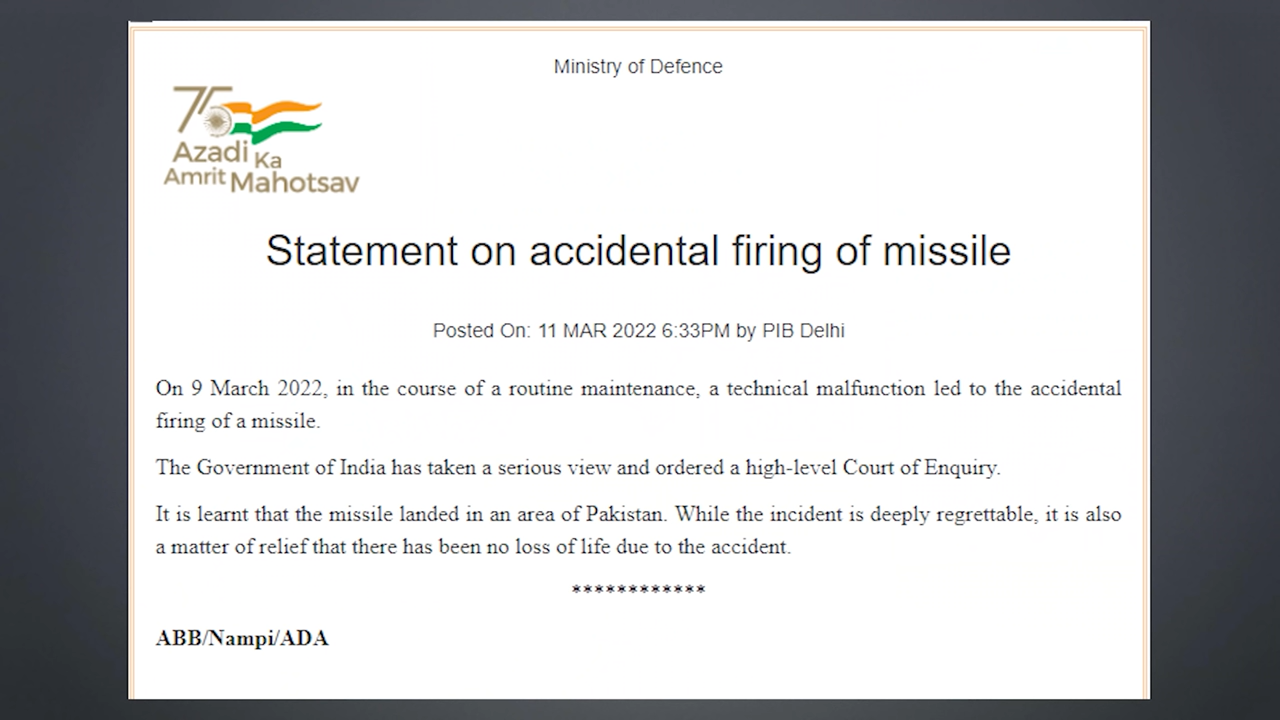 Ministry of Defence
75
Azadi Ka
Amrit Mahotsav
Statement on accidental firing of missile
Posted On: 11 MAR 2022 6:33PM by PIB Delhi
On 9 March 2022, in the course of a routine maintenance, a technical malfunction led to the accidental
firing of a missile.
The Government of India has taken a serious view and ordered a high-level Court of Enquiry.
It is learnt that the missile landed in an area of Pakistan. While the incident is deeply regrettable, it is also
a matter of relief that there has been no loss of life due to the accident.
************
ABB/Nampi/ADA